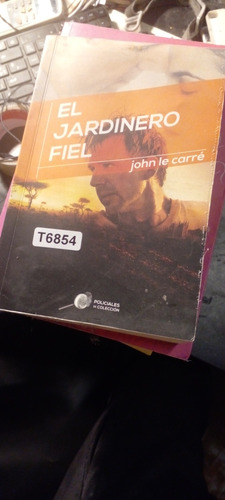 EL
JARDINERO
FIEL
john le carré
T6854
POLICIALES
DE COLECCIÓN